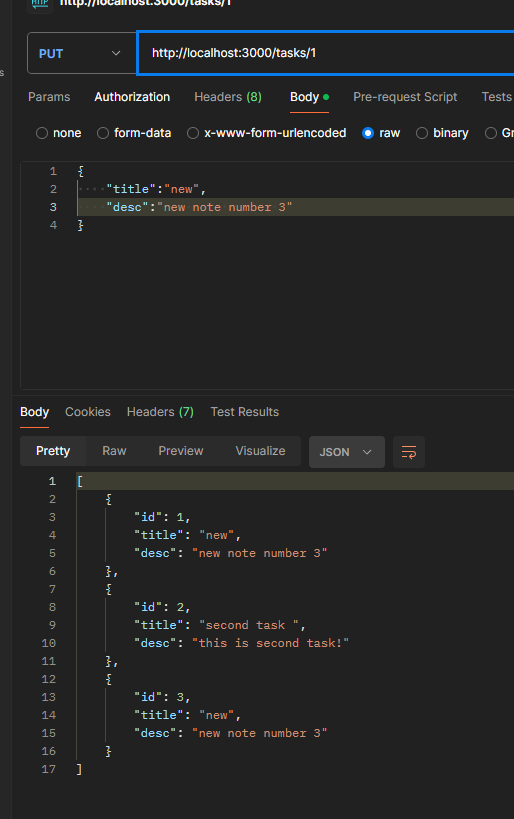 HTTP http://localhost:3000/tasks/1
PUT http://localhost:3000/tasks/1
s
Params Authorization Headers (8) Body Pre-request Script Tests
none form-data x-www-form-urlencoded raw binary Gr
1 {
2 "title":"new",
3 "desc":"new note number 3"
4 }
Body Cookies Headers (7) Test Results
Pretty Raw Preview Visualize JSON
1 [
2 {
3 "id": 1,
4 "title": "new",
5 "desc": "new note number 3"
6 },
7 {
8 "id": 2,
9 "title": "second task ",
10 "desc": "this is second task!"
11 },
12 {
13 "id": 3,
14 "title": "new",
15 "desc": "new note number 3"
16 }
17 ]